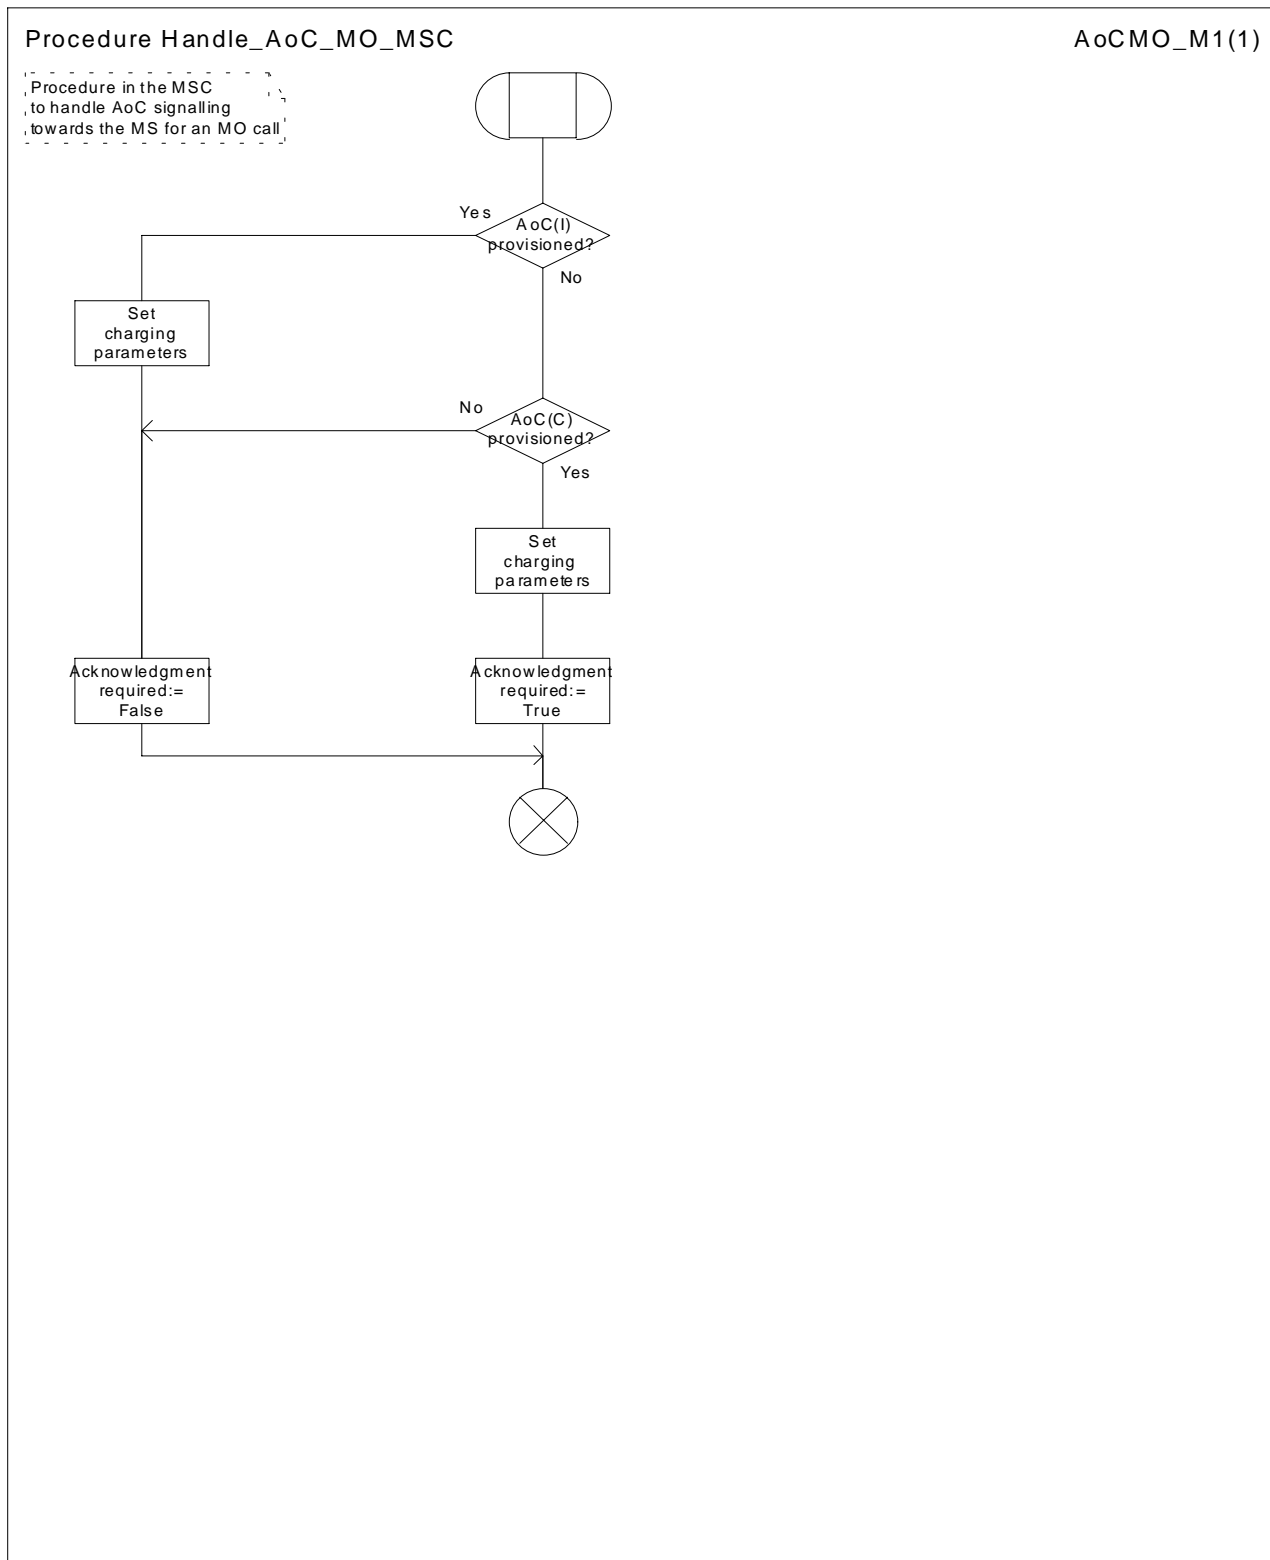 Procedure Handle_AoC_MO_MSC
AoCMO_M1(1)
Procedure in the MSC
to handle AoC signalling
towards the MS for an MO call
Yes
AoC(I)
provisioned?
No
Set
charging
parameters
No
AoC(C)
provisioned?
Yes
Set
charging
parameters
Acknowledgment
required:=
False
Acknowledgment
required:=
True